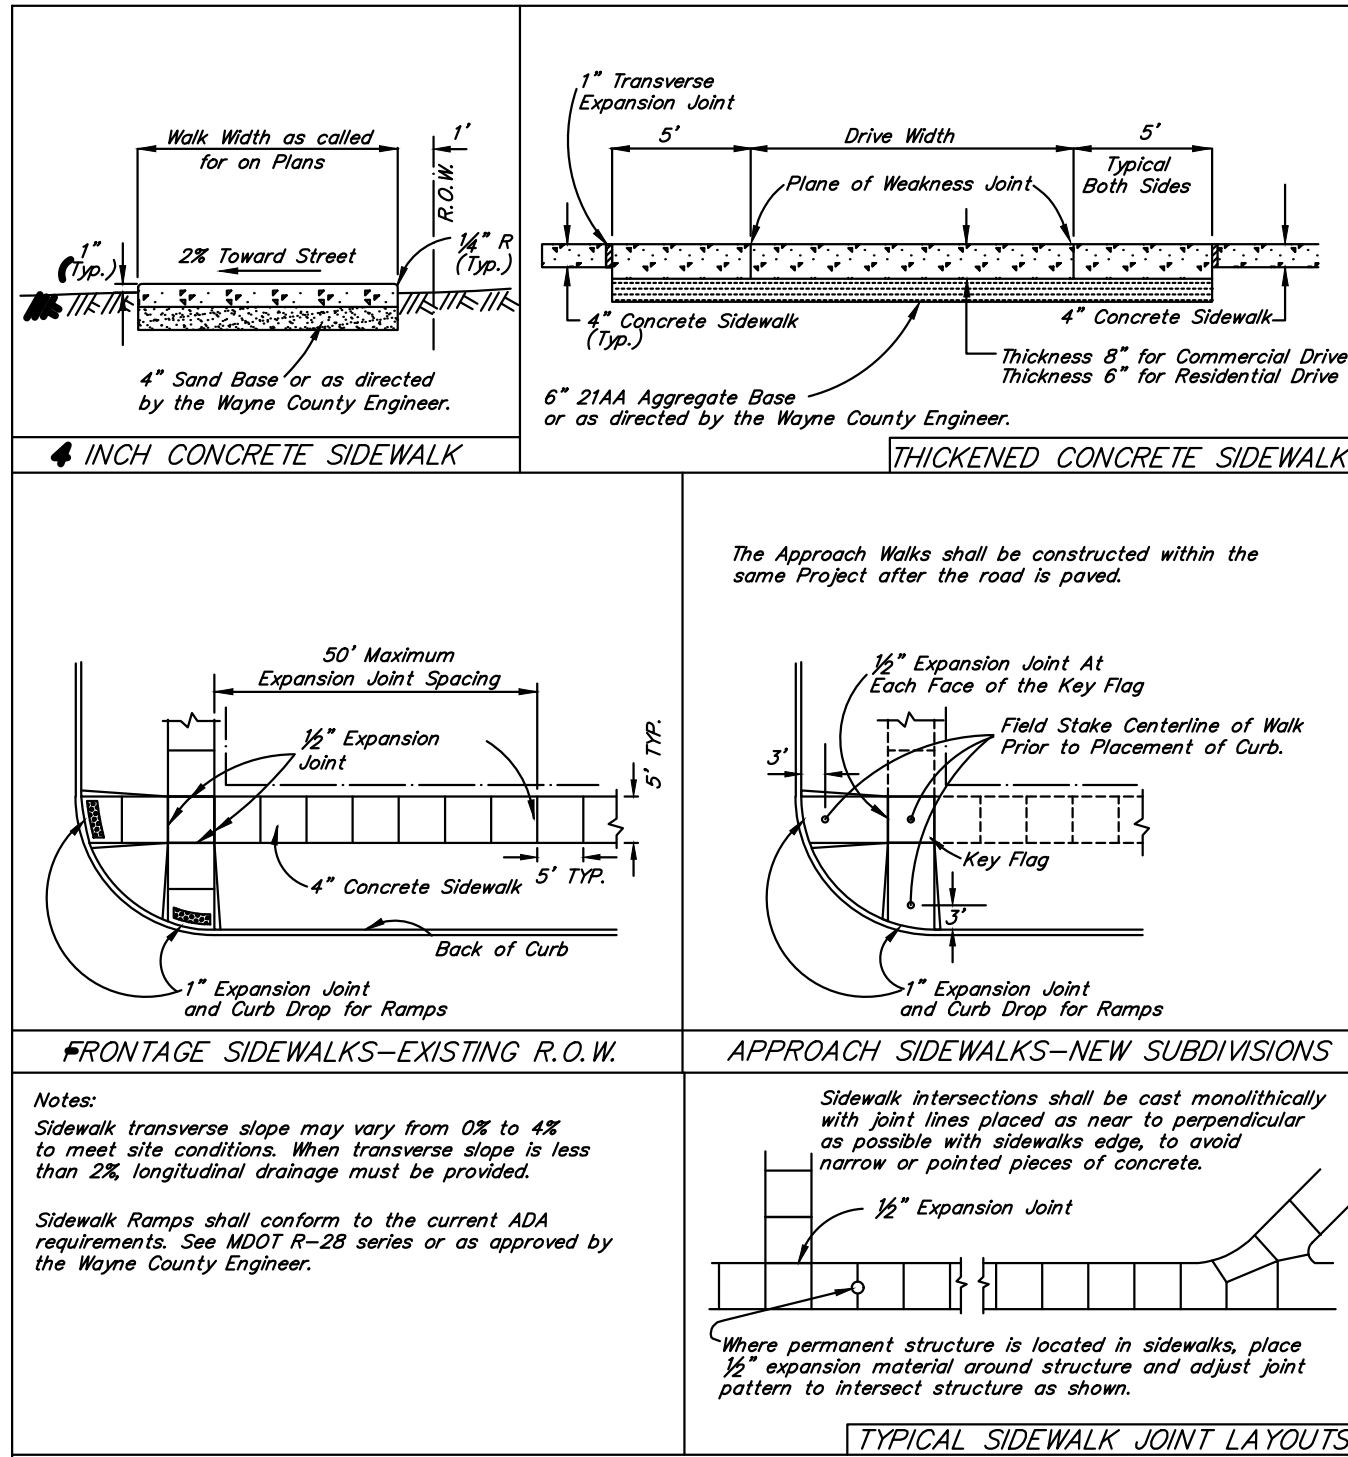 Walk Width as called
for on Plans
1'
R.O.W.
1"
(Typ.)
2% Toward Street
1/4" R
(Typ.)
4" Sand Base or as directed
by the Wayne County Engineer.
4 INCH CONCRETE SIDEWALK
1" Transverse
Expansion Joint
5'
Drive Width
5'
Typical
Both Sides
Plane of Weakness Joint
4" Concrete Sidewalk
(Typ.)
4" Concrete Sidewalk
Thickness 8" for Commercial Drive
Thickness 6" for Residential Drive
6" 21AA Aggregate Base
or as directed by the Wayne County Engineer.
THICKENED CONCRETE SIDEWALK
50' Maximum
Expansion Joint Spacing
1/2" Expansion
Joint
5' TYP.
4" Concrete Sidewalk
5' TYP.
Back of Curb
1" Expansion Joint
and Curb Drop for Ramps
FRONTAGE SIDEWALKS-EXISTING R.O.W.
The Approach Walks shall be constructed within the
same Project after the road is paved.
1/2" Expansion Joint At
Each Face of the Key Flag
Field Stake Centerline of Walk
Prior to Placement of Curb.
3'
Key Flag
3'
1" Expansion Joint
and Curb Drop for Ramps
APPROACH SIDEWALKS-NEW SUBDIVISIONS
Notes:
Sidewalk transverse slope may vary from 0% to 4%
to meet site conditions. When transverse slope is less
than 2%, longitudinal drainage must be provided.
Sidewalk Ramps shall conform to the current ADA
requirements. See MDOT R-28 series or as approved by
the Wayne County Engineer.
Sidewalk intersections shall be cast monolithically
with joint lines placed as near to perpendicular
as possible with sidewalks edge, to avoid
narrow or pointed pieces of concrete.
1/2" Expansion Joint
Where permanent structure is located in sidewalks, place
1/2" expansion material around structure and adjust joint
pattern to intersect structure as shown.
TYPICAL SIDEWALK JOINT LAYOUTS